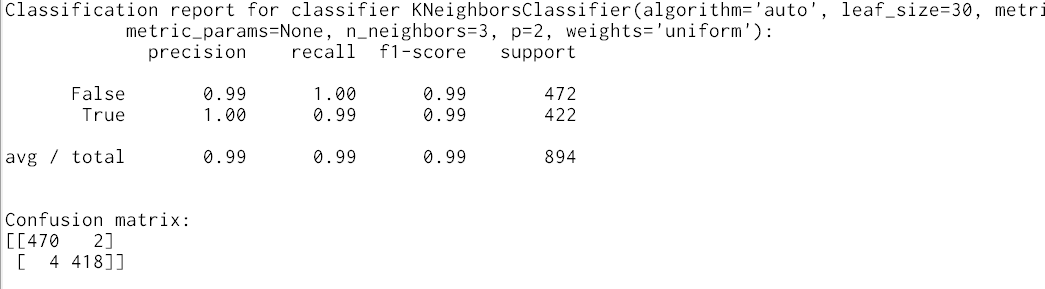 Classification report for classifier KNeighborsClassifier(algorithm='auto', leaf_size=30, metri
metric_params=None, n_neighbors=3, p=2, weights='uniform'):
precision recall f1-score support
False 0.99 1.00 0.99 472
True 1.00 0.99 0.99 422
avg / total 0.99 0.99 0.99 894
Confusion matrix:
[[470 2]
[ 4 418]]